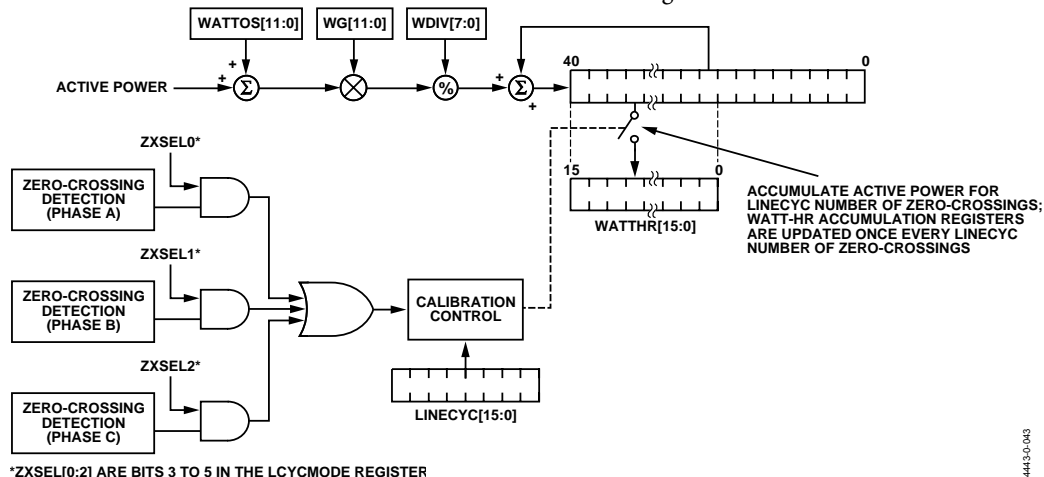 WATTOS[11:0]
WG[11:0]
WDIV[7:0]
+
+
+
+
40
0
ACTIVE POWER
Σ
%
Σ
ZXSEL0*
15
0
ZERO-CROSSING
DETECTION
(PHASE A)
WATTHR[15:0]
ACCUMULATE ACTIVE POWER FOR
LINECYC NUMBER OF ZERO-CROSSINGS;
WATT-HR ACCUMULATION REGISTERS
ARE UPDATED ONCE EVERY LINECYC
NUMBER OF ZERO-CROSSINGS
ZXSEL1*
ZERO-CROSSING
DETECTION
(PHASE B)
CALIBRATION
CONTROL
ZXSEL2*
ZERO-CROSSING
DETECTION
(PHASE C)
LINECYC[15:0]
*ZXSEL[0:2] ARE BITS 3 TO 5 IN THE LCYCMODE REGISTER
4443-0-043